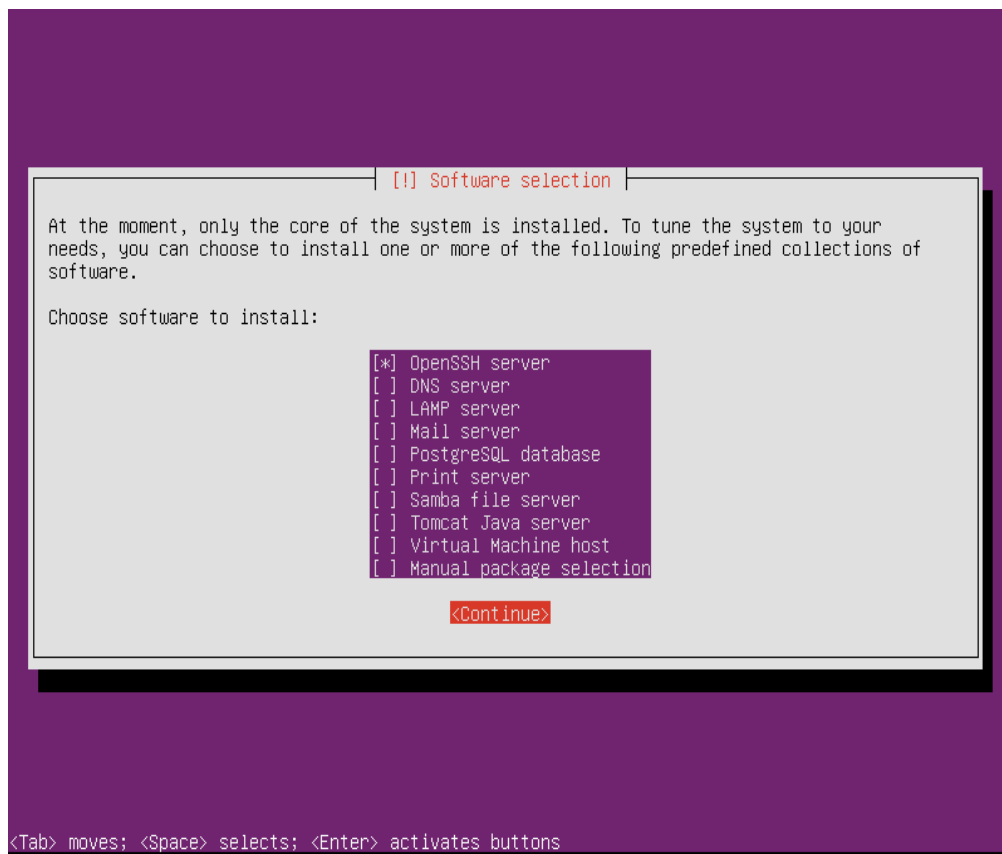 [!] Software selection
At the moment, only the core of the system is installed. To tune the system to your
needs, you can choose to install one or more of the following predefined collections of
software.
Choose software to install:
[*] OpenSSH server
[ ] DNS server
[ ] LAMP server
[ ] Mail server
[ ] PostgreSQL database
[ ] Print server
[ ] Samba file server
[ ] Tomcat Java server
[ ] Virtual Machine host
[ ] Manual package selection
<Continue>
<Tab> moves; <Space> selects; <Enter> activates buttons